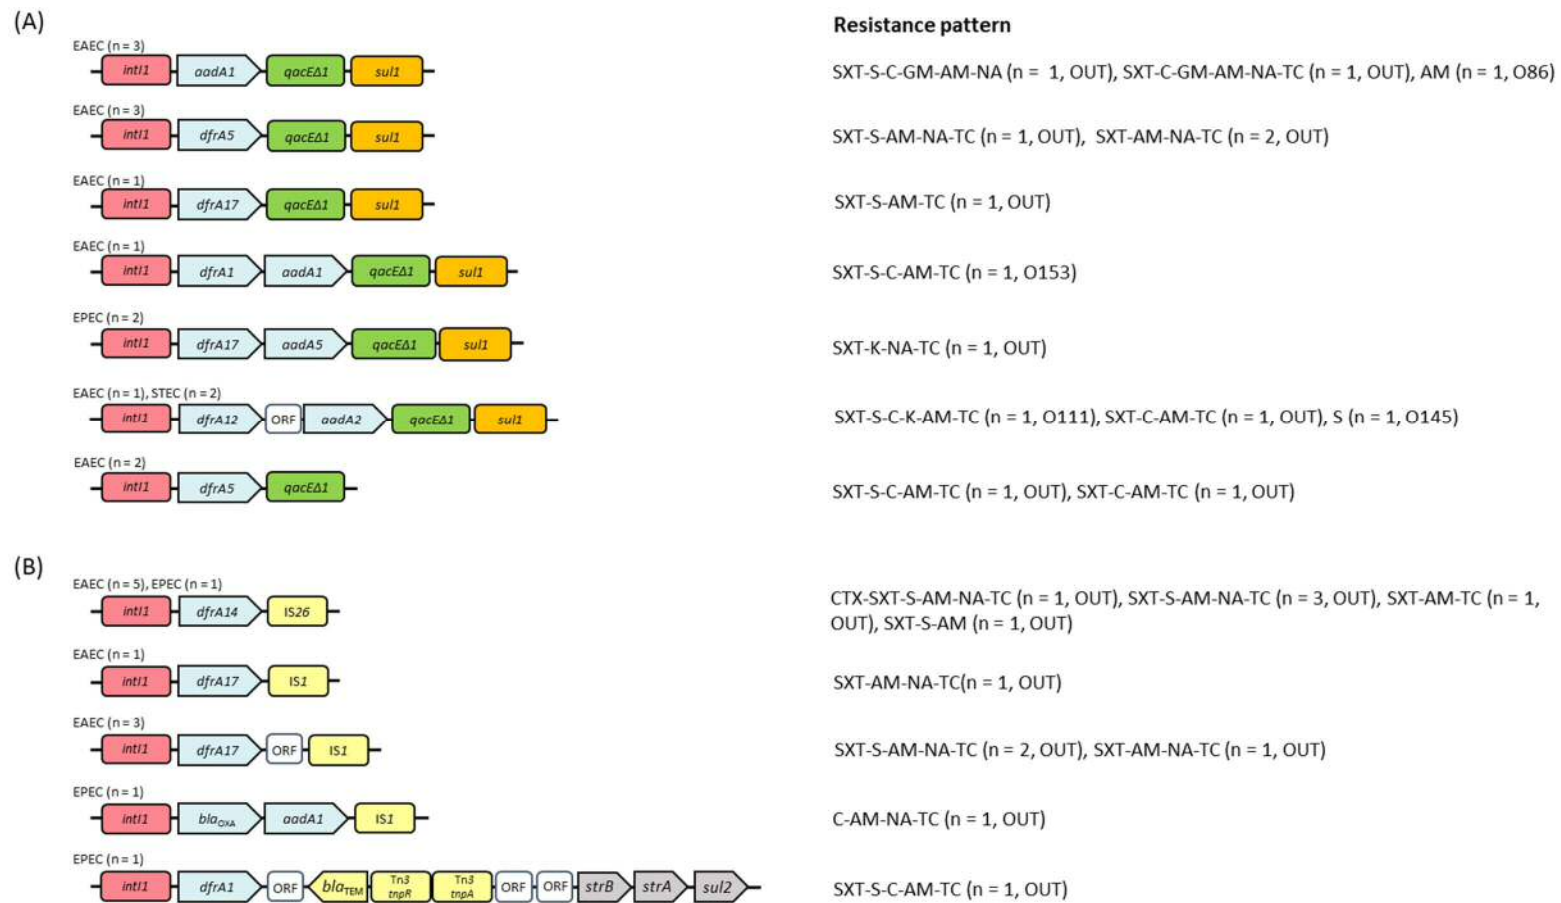 (A)
Resistance pattern
EAEC (n = 3)
intI1 aadA1 qacEΔ1 sul1
SXT-S-C-GM-AM-NA (n = 1, OUT), SXT-C-GM-AM-NA-TC (n = 1, OUT), AM (n = 1, O86)
EAEC (n = 3)
intI1 dfrA5 qacEΔ1 sul1
SXT-S-AM-NA-TC (n = 1, OUT), SXT-AM-NA-TC (n = 2, OUT)
EAEC (n = 1)
intI1 dfrA17 qacEΔ1 sul1
SXT-S-AM-TC (n = 1, OUT)
EAEC (n = 1)
intI1 dfrA1 aadA1 qacEΔ1 sul1
SXT-S-C-AM-TC (n = 1, O153)
EPEC (n = 2)
intI1 dfrA17 aadA5 qacEΔ1 sul1
SXT-K-NA-TC (n = 1, OUT)
EAEC (n = 1), STEC (n = 2)
intI1 dfrA12 ORF aadA2 qacEΔ1 sul1
SXT-S-C-K-AM-TC (n = 1, O111), SXT-C-AM-TC (n = 1, OUT), S (n = 1, O145)
EAEC (n = 2)
intI1 dfrA5 qacEΔ1
SXT-S-C-AM-TC (n = 1, OUT), SXT-C-AM-TC (n = 1, OUT)
(B)
EAEC (n = 5), EPEC (n = 1)
intI1 dfrA14 IS26
CTX-SXT-S-AM-NA-TC (n = 1, OUT), SXT-S-AM-NA-TC (n = 3, OUT), SXT-AM-TC (n = 1,
OUT), SXT-S-AM (n = 1, OUT)
EAEC (n = 1)
intI1 dfrA17 IS1
SXT-AM-NA-TC(n = 1, OUT)
EAEC (n = 3)
intI1 dfrA17 ORF IS1
SXT-S-AM-NA-TC (n = 2, OUT), SXT-AM-NA-TC (n = 1, OUT)
EPEC (n = 1)
intI1 blaOXA aadA1 IS1
C-AM-NA-TC (n = 1, OUT)
EPEC (n = 1)
intI1 dfrA1 ORF blaTEM Tn3 tnpR Tn3 tnpA ORF ORF strB strA sul2
SXT-S-C-AM-TC (n = 1, OUT)